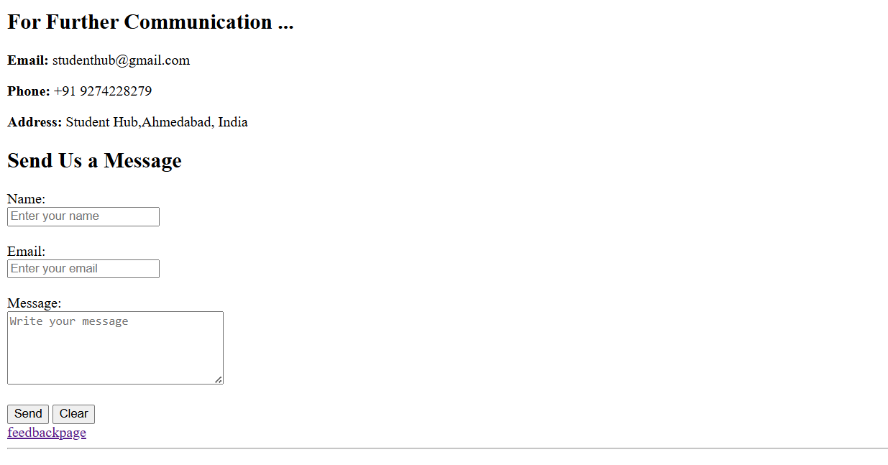 For Further Communication ...
Email: studenthub@gmail.com
Phone: +91 9274228279
Address: Student Hub,Ahmedabad, India
Send Us a Message
Name:
Enter your name
Email:
Enter your email
Message:
Write your message
Send Clear
feedbackpage